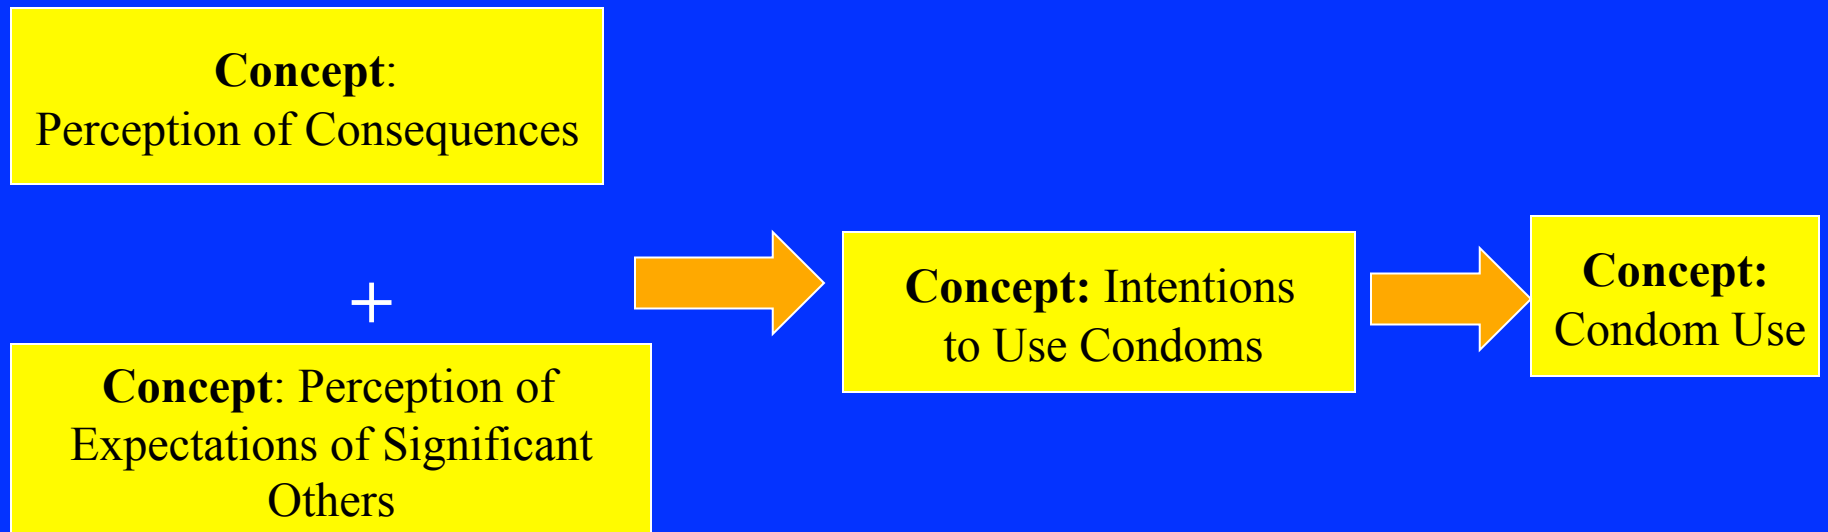 Concept:
Perception of Consequences
+
Concept: Perception of
Expectations of Significant
Others
Concept: Intentions
to Use Condoms
Concept:
Condom Use